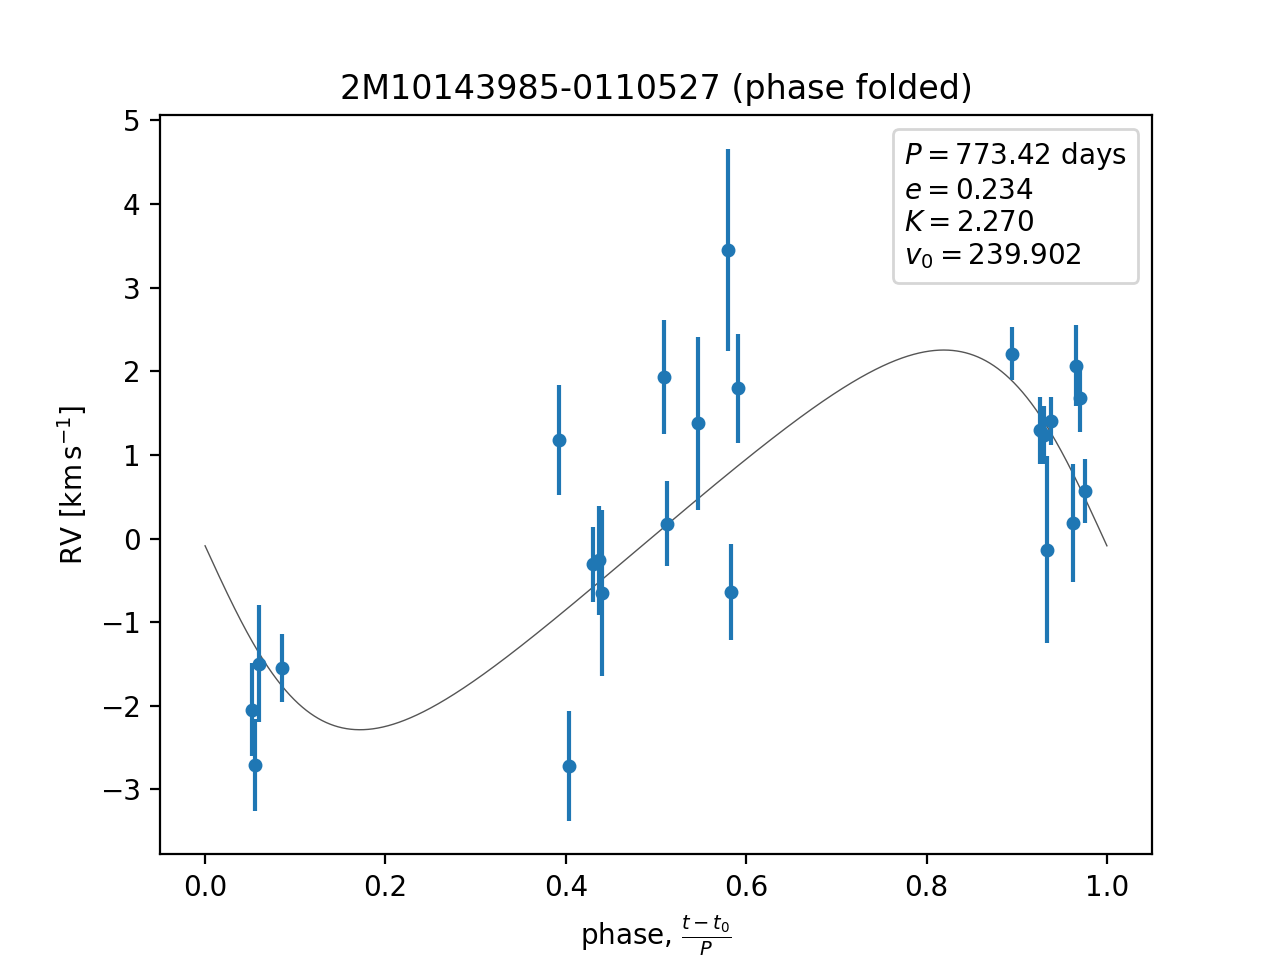 2M10143985-0110527 (phase folded)
P = 773.42 days
e = 0.234
K = 2.270
v₀ = 239.902
5
4
3
2
1
0
−1
−2
−3
RV [km s⁻¹]
0.0 0.2 0.4 0.6 0.8 1.0
phase, (t − t₀)/P